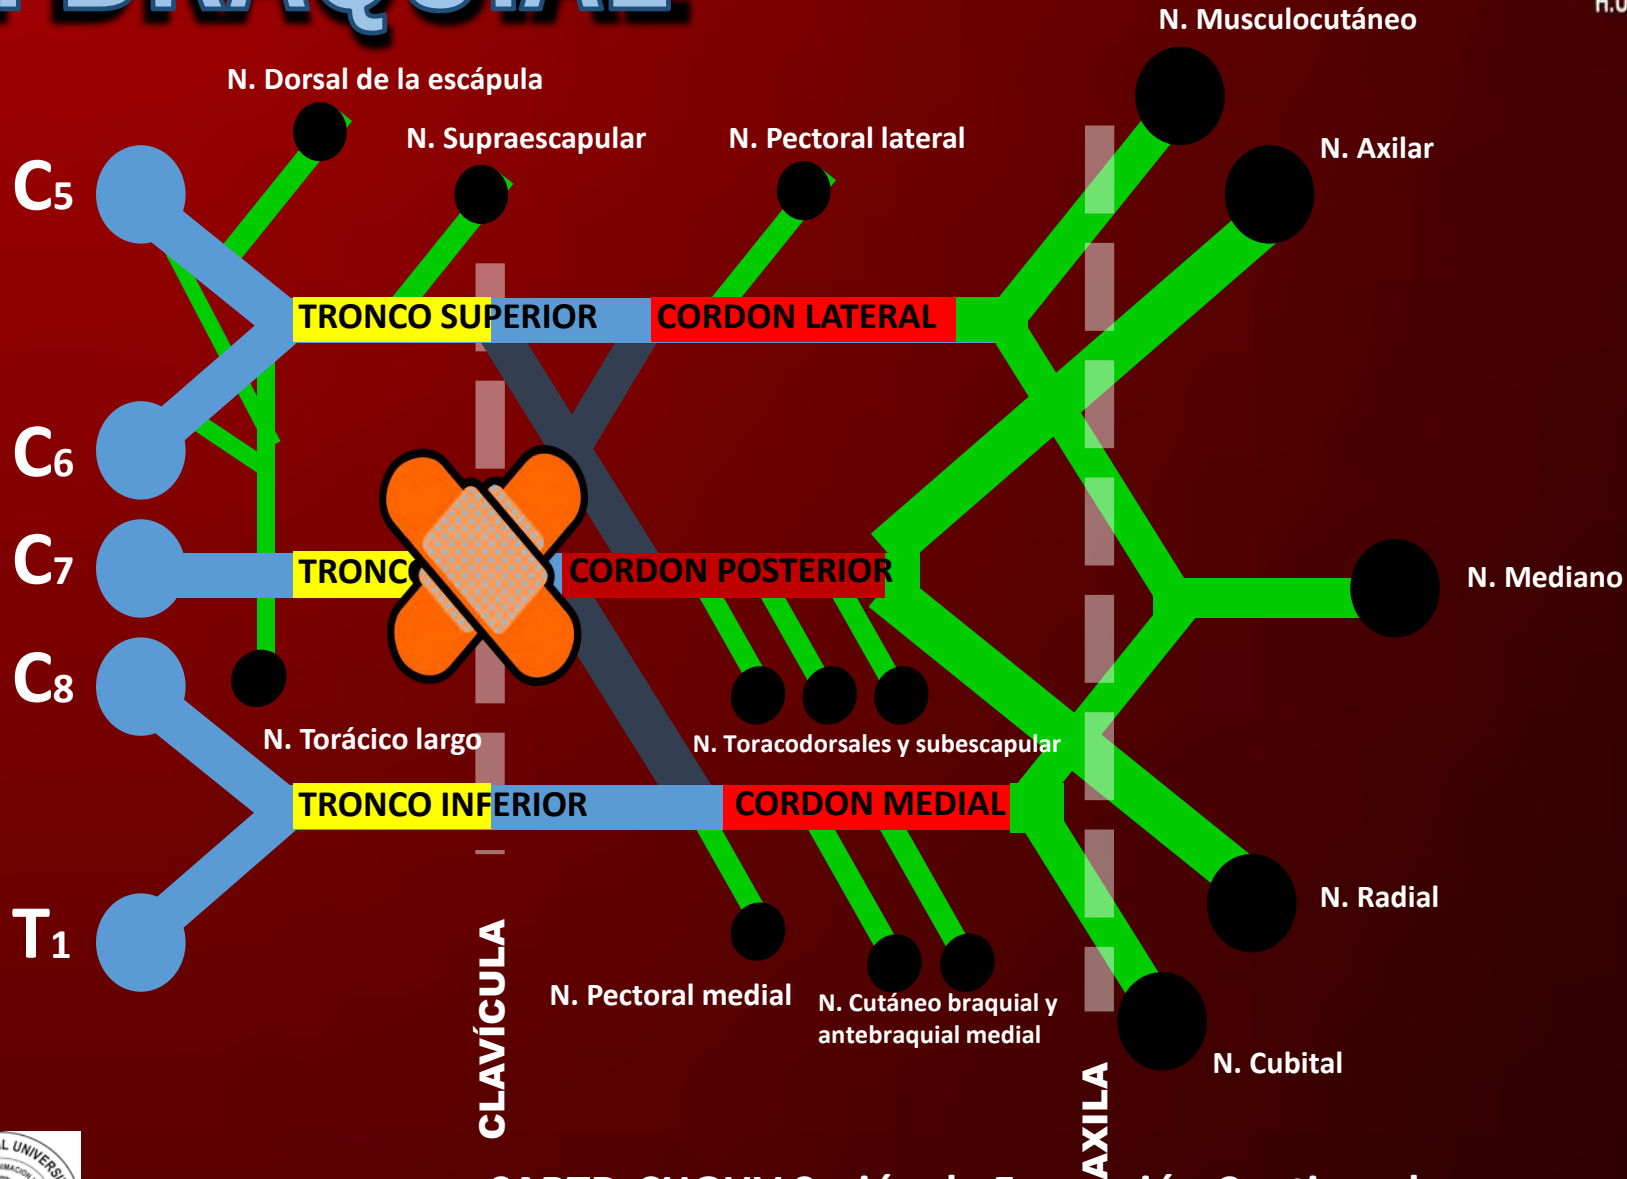 BRAQUIAL
N. Musculocutáneo
N. Dorsal de la escápula
N. Supraescapular
N. Pectoral lateral
N. Axilar
C5
TRONCO SUPERIOR
CORDON LATERAL
C6
C7
TRONCO
CORDON POSTERIOR
N. Mediano
C8
N. Torácico largo
N. Toracodorsales y subescapular
TRONCO INFERIOR
CORDON MEDIAL
N. Radial
T1
N. Pectoral medial
N. Cutáneo braquial y
antebraquial medial
N. Cubital
CLAVÍCULA
AXILA